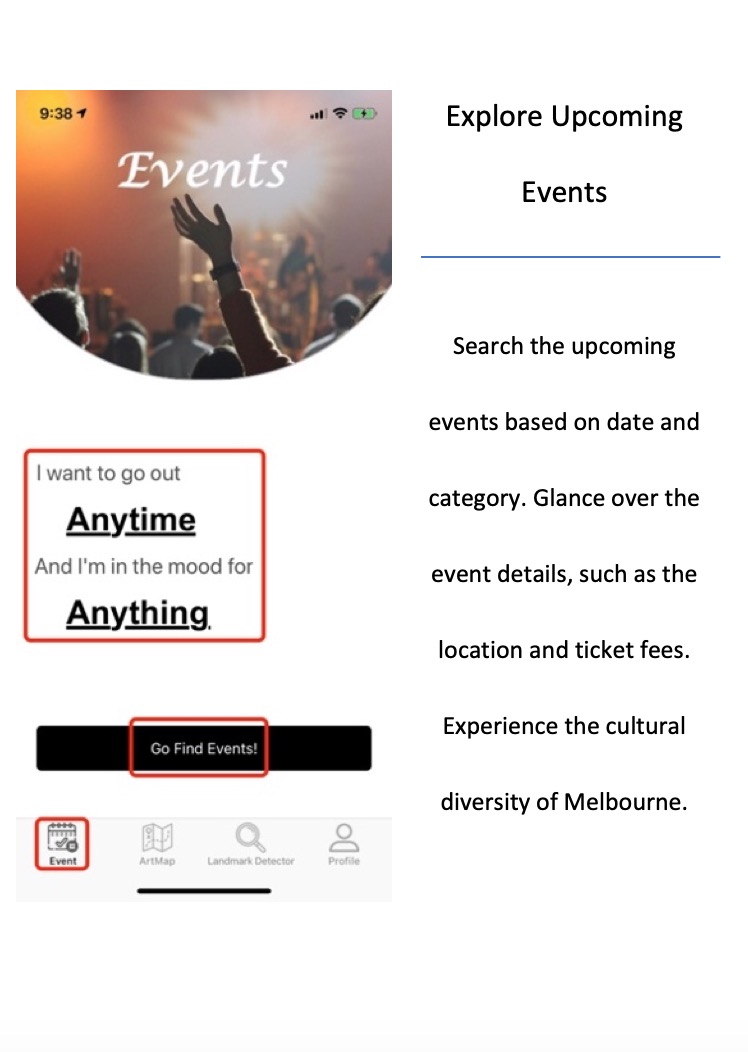 9:38
Events
I want to go out
Anytime
And I'm in the mood for
Anything.
Go Find Events!
Event
ArtMap
Landmark Detector
Profile
Explore Upcoming
Events
Search the upcoming
events based on date and
category. Glance over the
event details, such as the
location and ticket fees.
Experience the cultural
diversity of Melbourne.